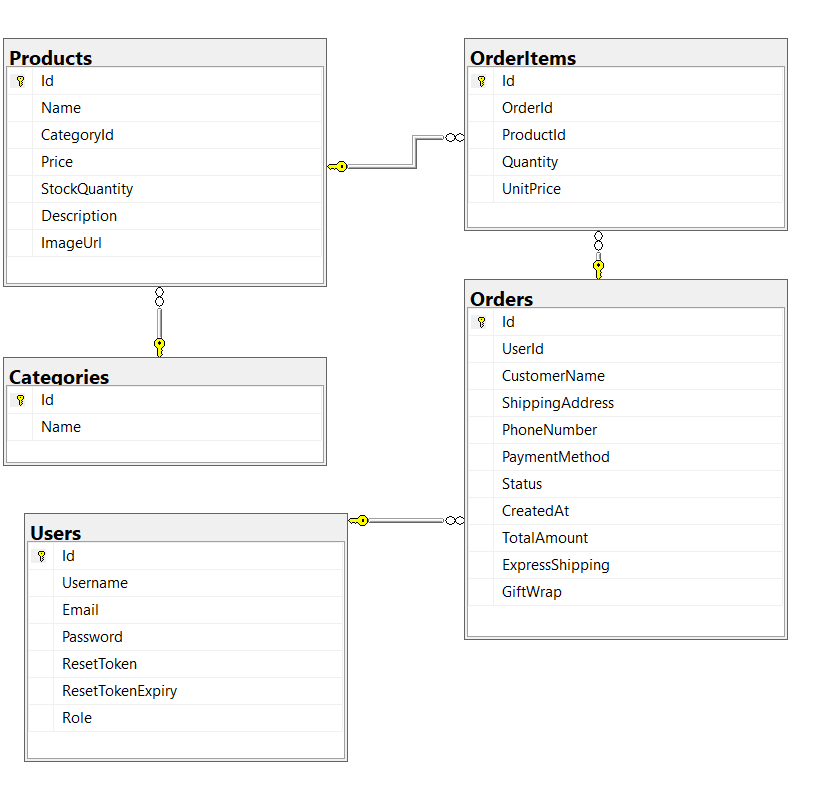 Products
Id
Name
CategoryId
Price
StockQuantity
Description
ImageUrl
OrderItems
Id
OrderId
ProductId
Quantity
UnitPrice
Categories
Id
Name
Orders
Id
UserId
CustomerName
ShippingAddress
PhoneNumber
PaymentMethod
Status
CreatedAt
TotalAmount
ExpressShipping
GiftWrap
Users
Id
Username
Email
Password
ResetToken
ResetTokenExpiry
Role